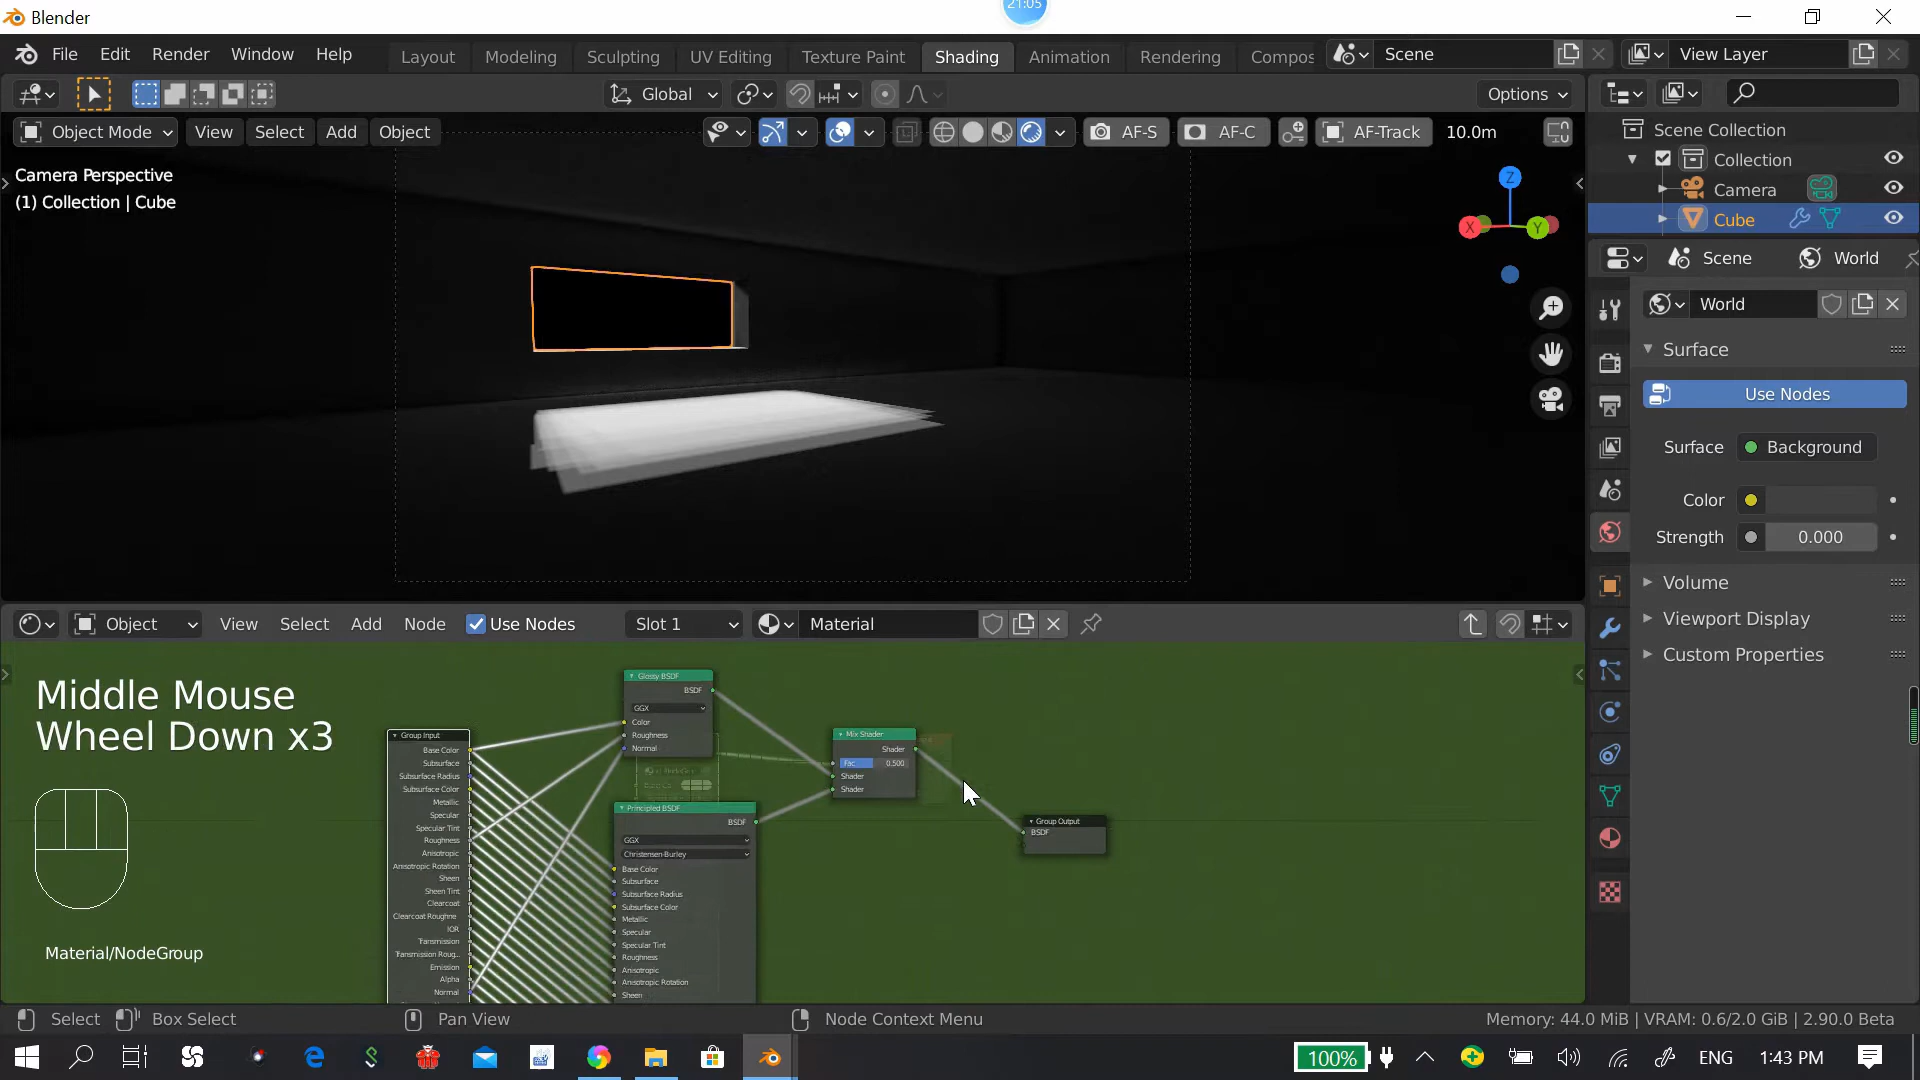 21:05
Blender
File Edit Render Window Help Layout Modeling Sculpting UV Editing Texture Paint Shading Animation Rendering Compos Scene View Layer
Global Options
Object Mode View Select Add Object AF-S AF-C AF-Track 10.0m
Camera Perspective
(1) Collection | Cube
Z
X
Y
Scene Collection
Collection
Camera
Cube
Scene World
World
Surface
Use Nodes
Surface Background
Color
Strength 0.000
Volume
Viewport Display
Custom Properties
Object View Select Add Node Use Nodes Slot 1 Material
Middle Mouse
Wheel Down x3
Material/NodeGroup
Group Input
Base Color
Subsurface
Subsurface Radius
Subsurface Color
Metallic
Specular
Specular Tint
Roughness
Anisotropic
Anisotropic Rotation
Sheen
Sheen Tint
Clearcoat
Clearcoat Roughne
IOR
Transmission
Transmission Roug...
Emission
Alpha
Normal
Glossy BSDF
BSDF
GGX
Color
Roughness
Normal
Principled BSDF
BSDF
GGX
Christensen-Burley
Base Color
Subsurface
Subsurface Radius
Subsurface Color
Metallic
Specular
Specular Tint
Roughness
Anisotropic
Anisotropic Rotation
Sheen
Mix Shader
Shader
Fac 0.500
Shader
Shader
Group Output
BSDF
Select Box Select Pan View Node Context Menu Memory: 44.0 MiB | VRAM: 0.6/2.0 GiB | 2.90.0 Beta
100% ENG 1:43 PM